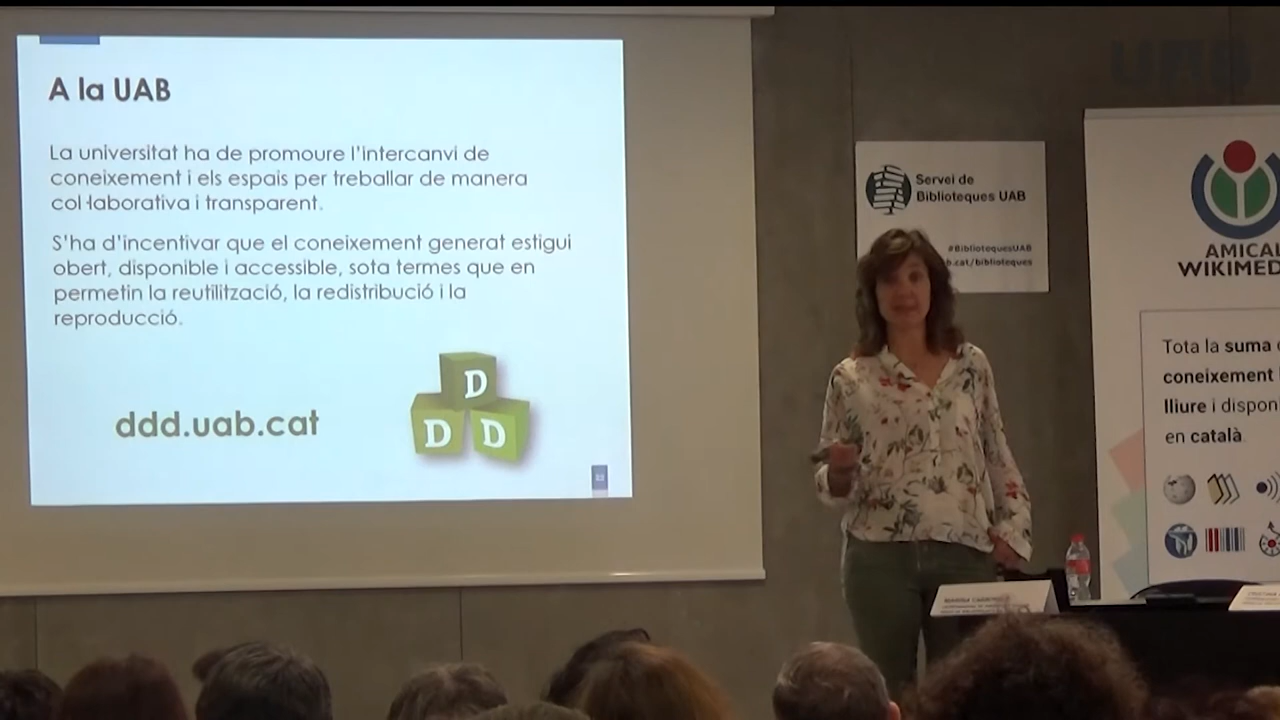 A la UAB
La universitat ha de promoure l'intercanvi de
coneixement i els espais per treballar de manera
col·laborativa i transparent.
S'ha d'incentivar que el coneixement generat estigui
obert, disponible i accessible, sota termes que en
permetin la reutilització, la redistribució i la
reproducció.
ddd.uab.cat
D
D D
UAB
Servei de
Biblioteques UAB
#BibliotequesUAB
b.cat/biblioteques
AMICAL
WIKIMED
Tota la suma
coneixement
lliure i dispon
en català